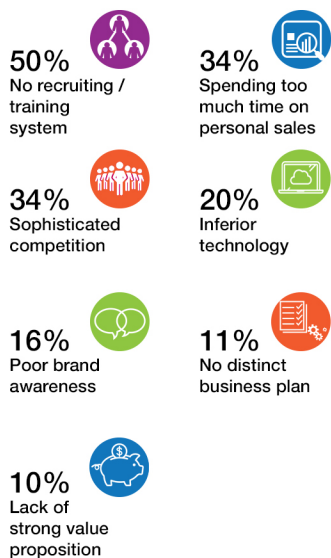 50%
No recruiting /
training
system
34%
Spending too
much time on
personal sales
34%
Sophisticated
competition
20%
Inferior
technology
16%
Poor brand
awareness
11%
No distinct
business plan
$
10%
Lack of
strong value
proposition